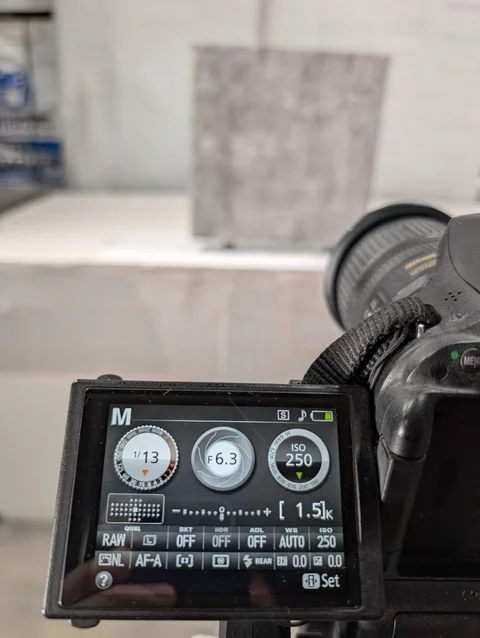 M S
1/13 F6.3 ISO 250
− + [ 1.5]K
QUAL BKT HDR ADL WB ISO
RAW L OFF OFF OFF AUTO 250
NL AF-A [ ] REAR 0.0 0.0
? i Set
MENU